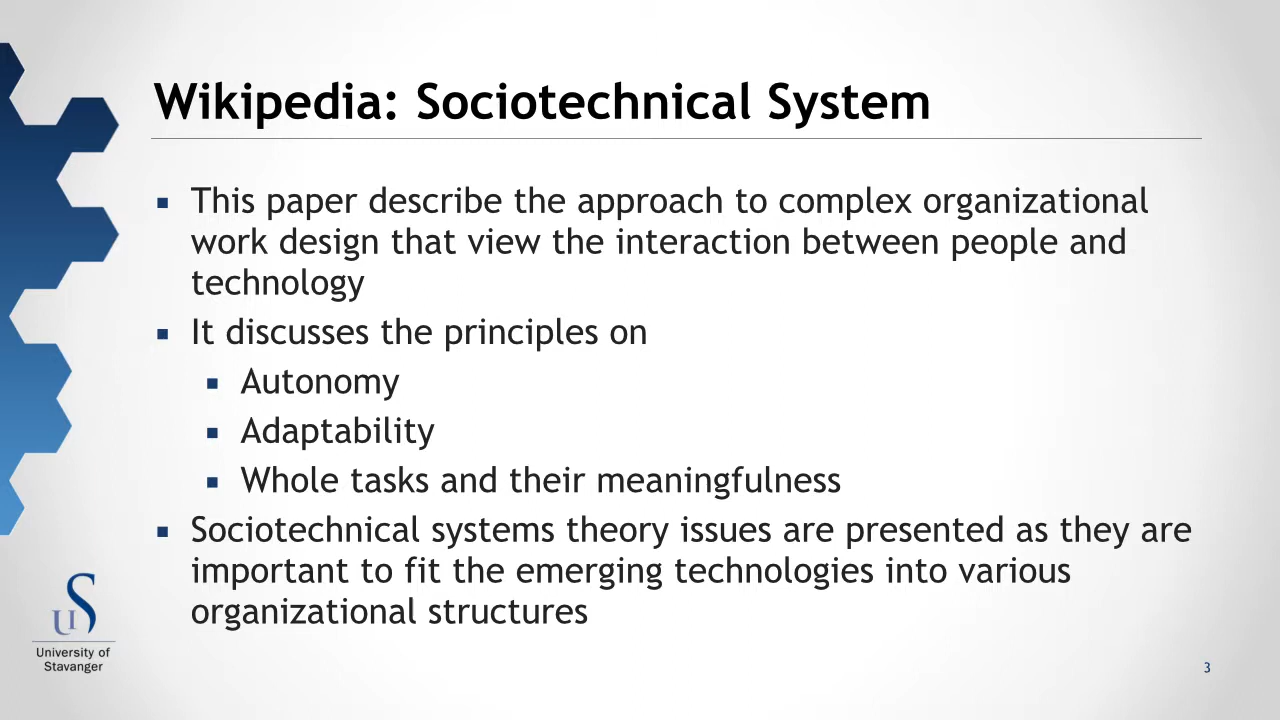 Wikipedia: Sociotechnical System
This paper describe the approach to complex organizational
work design that view the interaction between people and
technology
It discusses the principles on
Autonomy
Adaptability
Whole tasks and their meaningfulness
Sociotechnical systems theory issues are presented as they are
important to fit the emerging technologies into various
organizational structures
US
University of
Stavanger
3